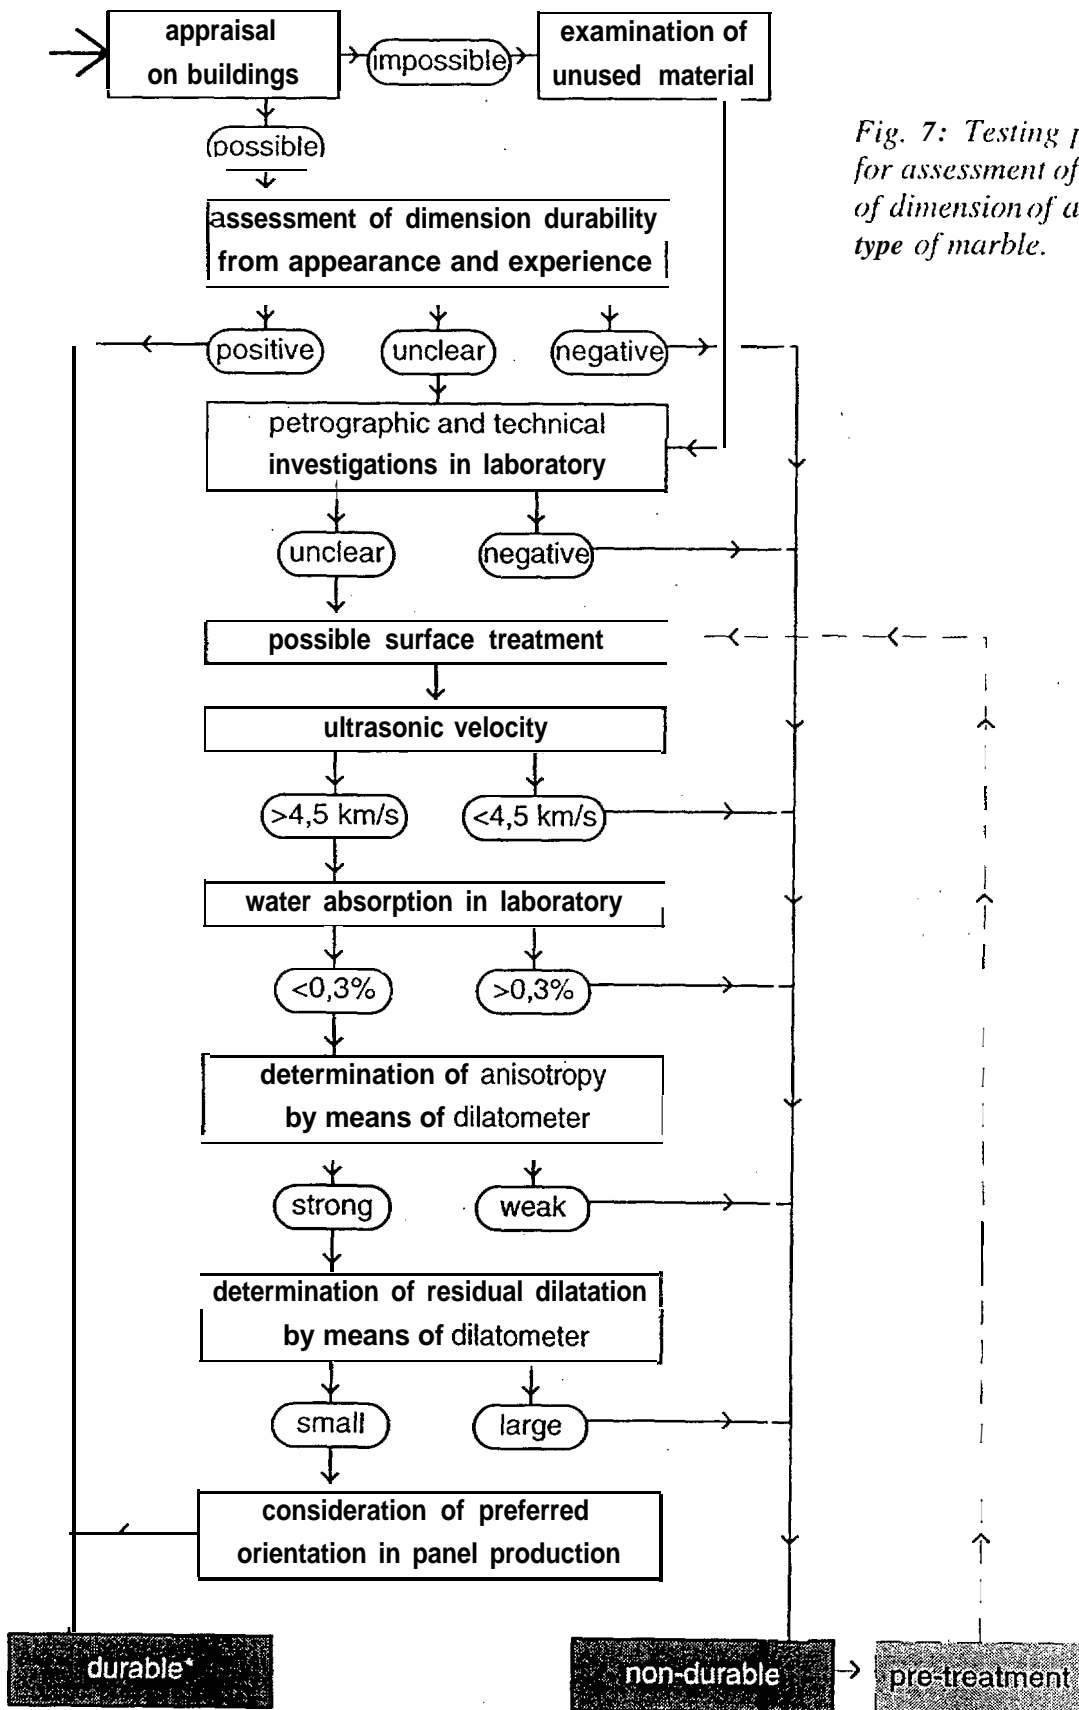 appraisal
on buildings
impossible
examination of
unused material
possible
Fig. 7: Testing
for assessment of
of dimension of
type of marble.
assessment of dimension durability
from appearance and experience
positive
unclear
negative
petrographic and technical
investigations in laboratory
unclear
negative
possible surface treatment
ultrasonic velocity
>4,5 km/s
<4,5 km/s
water absorption in laboratory
<0,3%
>0,3%
determination of anisotropy
by means of dilatometer
strong
weak
determination of residual dilatation
by means of dilatometer
small
large
consideration of preferred
orientation in panel production
durable*
non-durable
pre-treatment